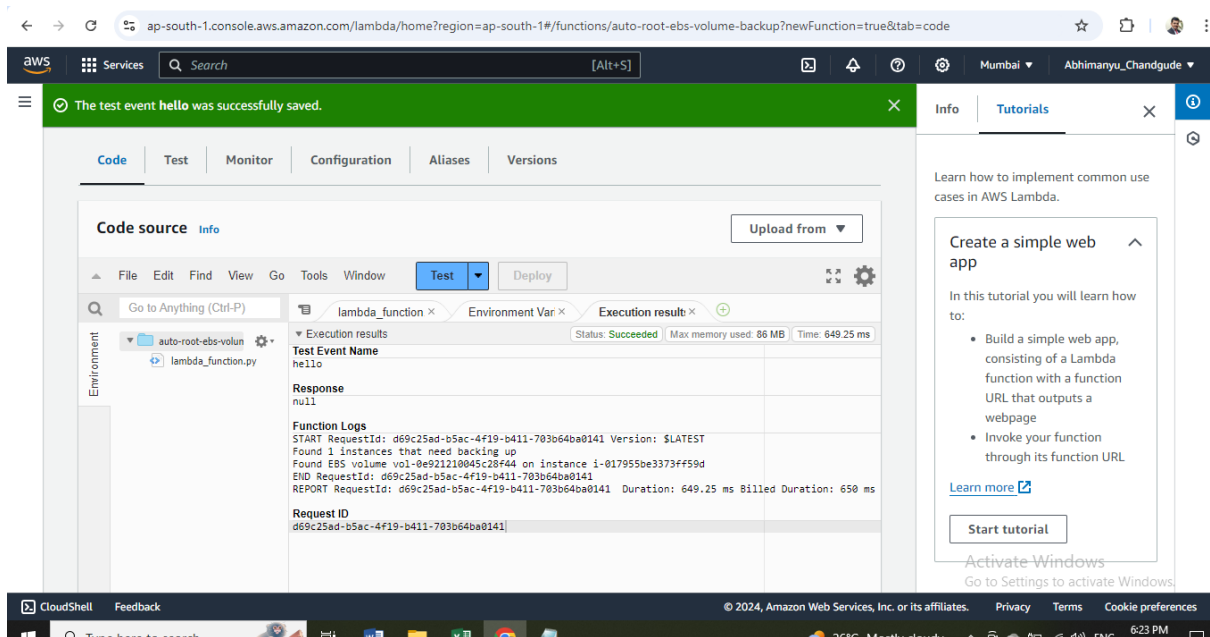 ap-south-1.console.aws.amazon.com/lambda/home?region=ap-south-1#/functions/auto-root-ebs-volume-backup?newFunction=true&tab=code
aws Services Search [Alt+S] Mumbai ▼ Abhimanyu_Chandgude ▼
The test event hello was successfully saved.
Info Tutorials
Code Test Monitor Configuration Aliases Versions
Learn how to implement common use
cases in AWS Lambda.
Code source Info Upload from ▼
Create a simple web
app
In this tutorial you will learn how
to:
• Build a simple web app,
consisting of a Lambda
function with a function
URL that outputs a
webpage
• Invoke your function
through its function URL
Learn more
Start tutorial
File Edit Find View Go Tools Window Test Deploy
Go to Anything (Ctrl-P)
lambda_function × Environment Vari × Execution results ×
Environment
auto-root-ebs-volun
lambda_function.py
▼ Execution results Status: Succeeded Max memory used: 86 MB Time: 649.25 ms
Test Event Name
hello
Response
null
Function Logs
START RequestId: d69c25ad-b5ac-4f19-b411-703b64ba0141 Version: $LATEST
Found 1 instances that need backing up
Found EBS volume vol-0e921210045c28f44 on instance i-017955be3373ff59d
END RequestId: d69c25ad-b5ac-4f19-b411-703b64ba0141
REPORT RequestId: d69c25ad-b5ac-4f19-b411-703b64ba0141 Duration: 649.25 ms Billed Duration: 650 ms
Request ID
d69c25ad-b5ac-4f19-b411-703b64ba0141
Activate Windows
Go to Settings to activate Windows.
CloudShell Feedback © 2024, Amazon Web Services, Inc. or its affiliates. Privacy Terms Cookie preferences
Type here to search 26°C Mostly cloudy ENG 6:23 PM